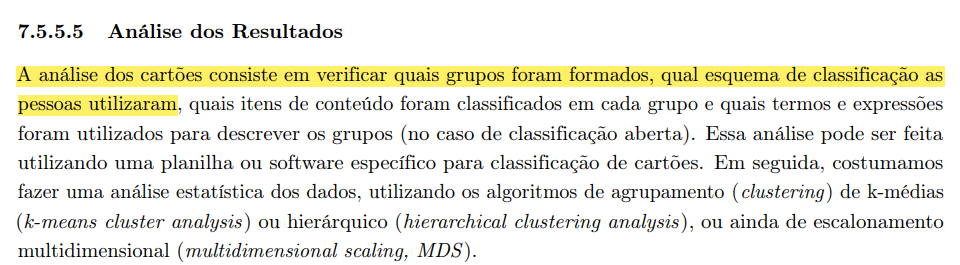 7.5.5.5 Análise dos Resultados
A análise dos cartões consiste em verificar quais grupos foram formados, qual esquema de classificação as
pessoas utilizaram, quais itens de conteúdo foram classificados em cada grupo e quais termos e expressões
foram utilizados para descrever os grupos (no caso de classificação aberta). Essa análise pode ser feita
utilizando uma planilha ou software específico para classificação de cartões. Em seguida, costumamos
fazer uma análise estatística dos dados, utilizando os algoritmos de agrupamento (clustering) de k-médias
(k-means cluster analysis) ou hierárquico (hierarchical clustering analysis), ou ainda de escalonamento
multidimensional (multidimensional scaling, MDS).